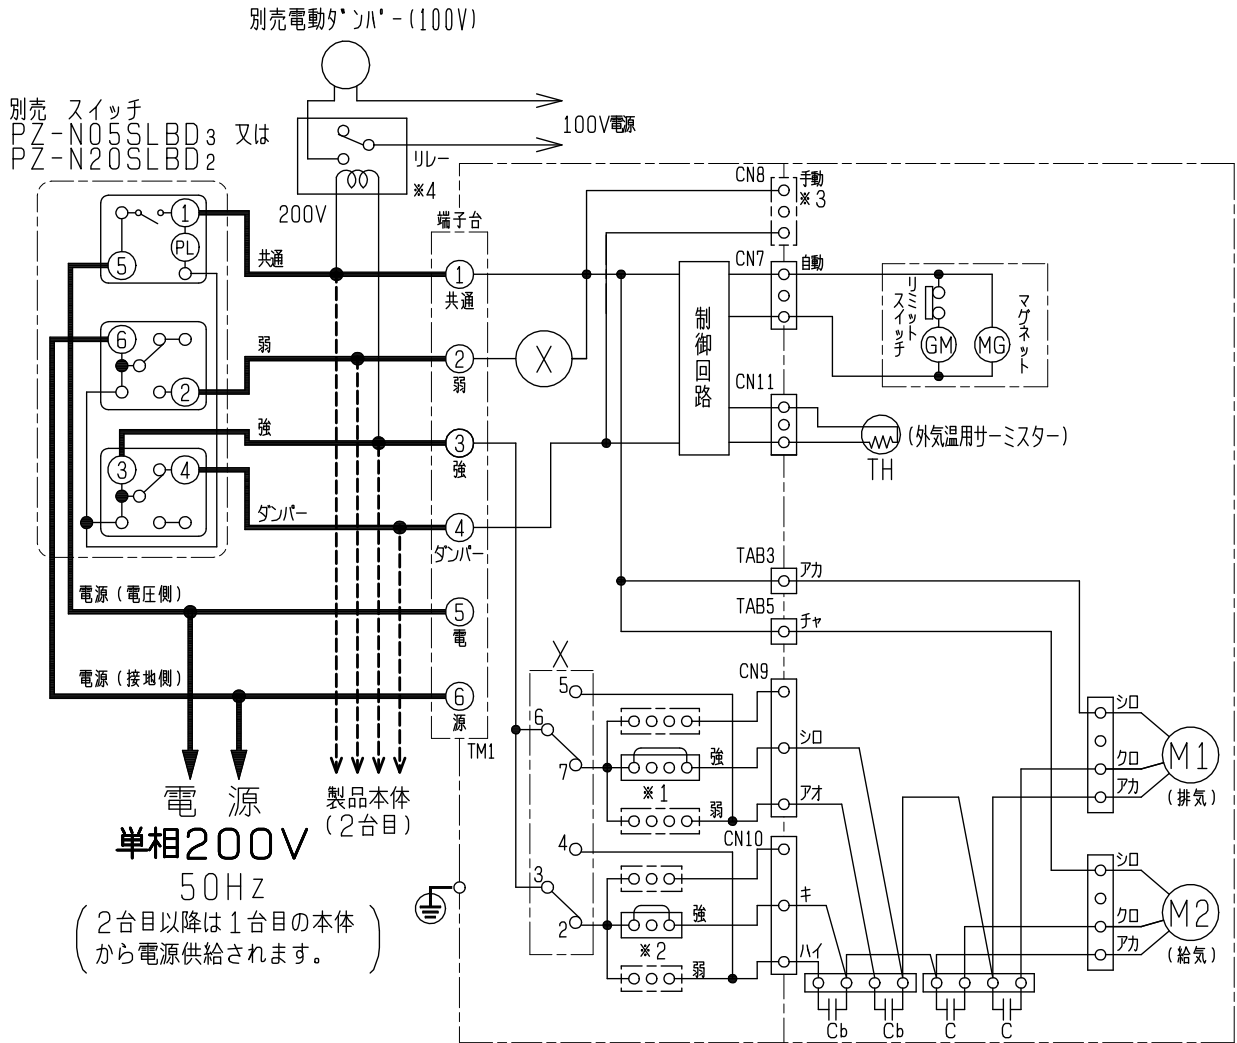 別売電動ダンパー(100V)
別売 スイッチ
PZ-N05SLBD3 又は
PZ-N20SLBD2
100V電源
リレー
※4
200V
端子台
CN8
手動
※3
1
PL
5
共通
1
共通
CN7
自動
リミット
スイッチ
マグネット
GM
MG
制御回路
6
2
弱
2
弱
X
CN11
(外気温用サーミスター)
TH
強
3
4
3
強
ダンパー
4
ダンパー
TAB3
アカ
TAB5
チャ
電源(電圧側)
5
電
電源(接地側)
6
源
TM1
X
5
6
7
4
3
2
CN9
強
シロ
※1
弱
アオ
CN10
強
キ
※2
弱
ハイ
シロ
クロ
アカ
M1
(排気)
シロ
クロ
アカ
M2
(給気)
Cb
Cb
C
C
電 源
単相200V
50Hz
(2台目以降は1台目の本体
から電源供給されます。)
製品本体
(2台目)